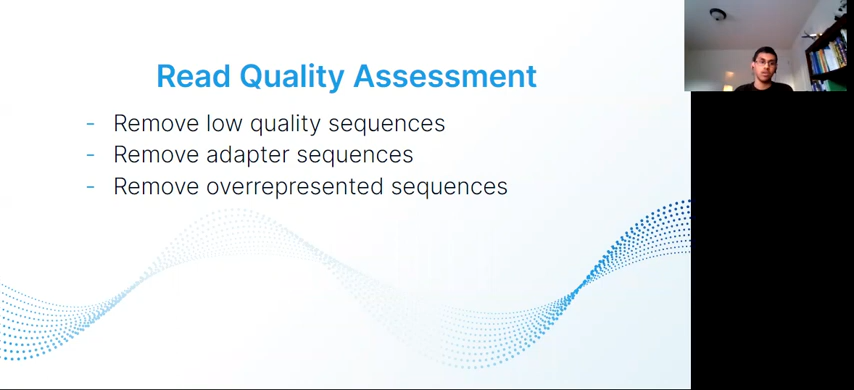 Read Quality Assessment
- Remove low quality sequences
- Remove adapter sequences
- Remove overrepresented sequences